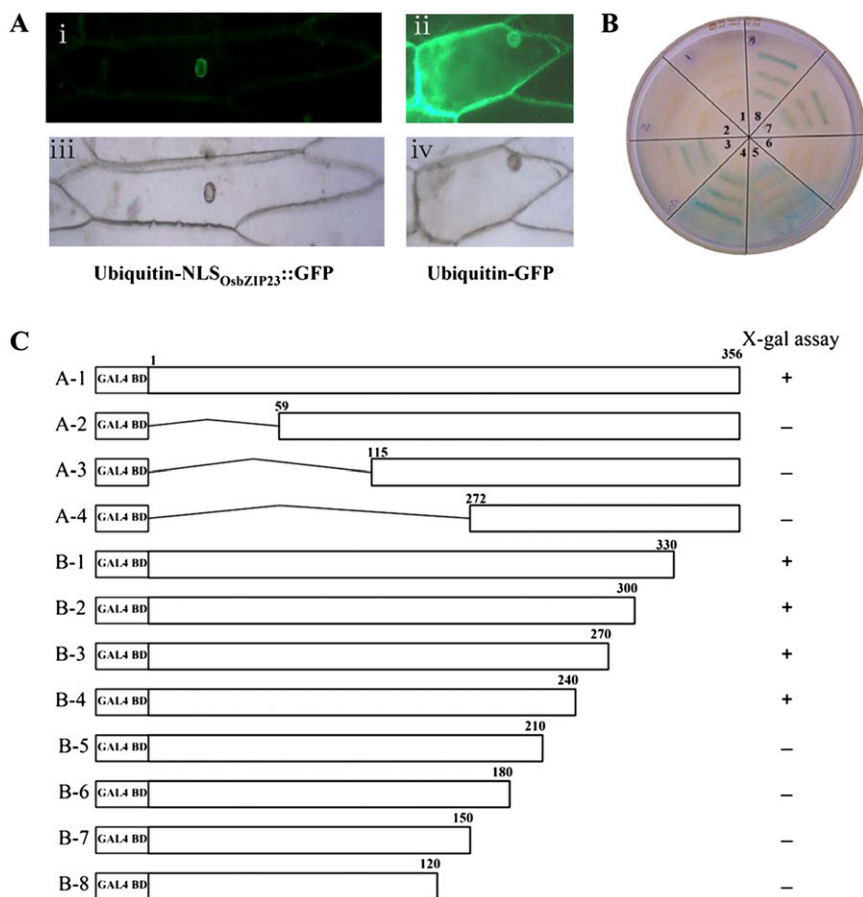 A
i
ii
iii
iv
Ubiquitin-NLSOsbZIP23::GFP
Ubiquitin-GFP
B
1 8
2 7
3 6
4 5
C
X-gal assay
1 356
A-1 GAL4 BD +
59
A-2 GAL4 BD –
115
A-3 GAL4 BD –
272
A-4 GAL4 BD –
330
B-1 GAL4 BD +
300
B-2 GAL4 BD +
270
B-3 GAL4 BD +
240
B-4 GAL4 BD +
210
B-5 GAL4 BD –
180
B-6 GAL4 BD –
150
B-7 GAL4 BD –
120
B-8 GAL4 BD –